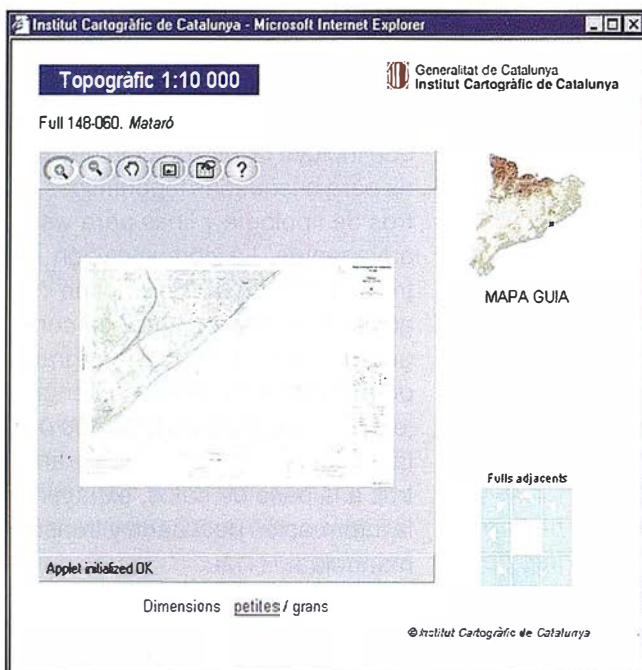 Institut Cartogràfic de Catalunya - Microsoft Internet Explorer
Topogràfic 1:10 000
Generalitat de Catalunya
Institut Cartogràfic de Catalunya
Full 148-060. Mataró
?
MAPA GUIA
Fulls adjacents
Applet initialized OK
Dimensions petites / grans
© Institut Cartogràfic de Catalunya